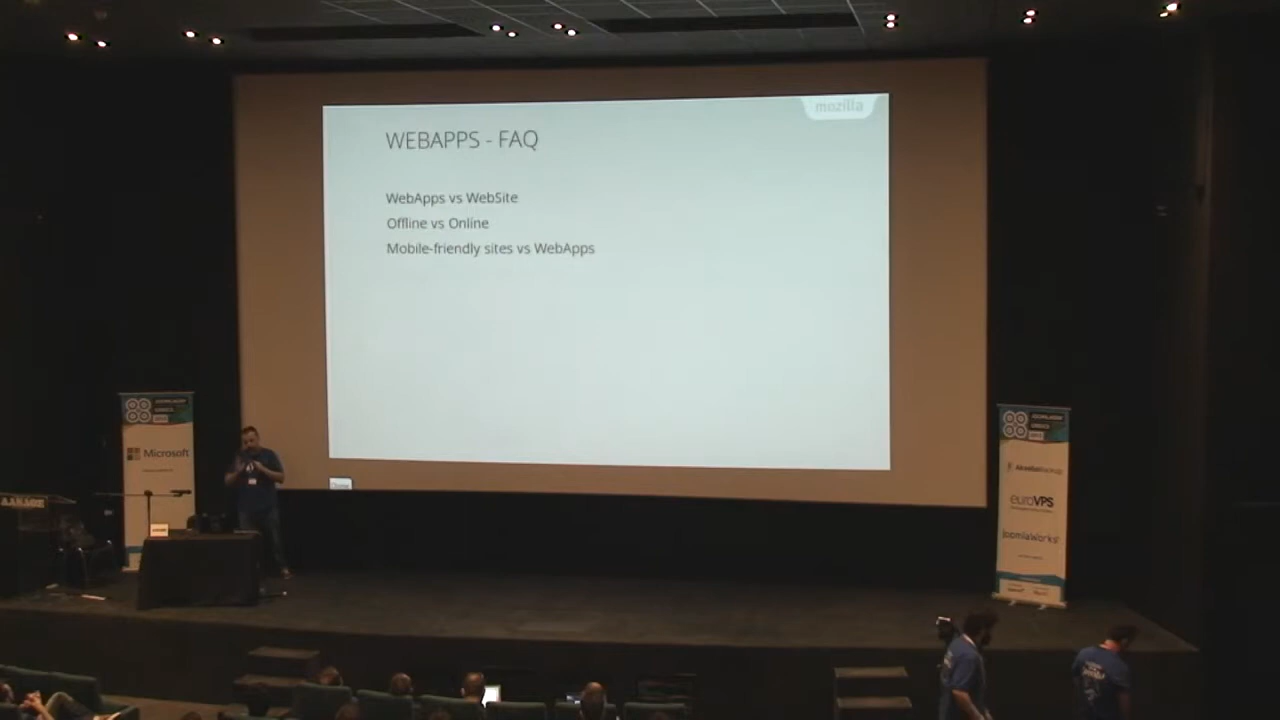 mozilla
WEBAPPS - FAQ
WebApps vs WebSite
Offline vs Online
Mobile-friendly sites vs WebApps
Microsoft
euroVPS
JoomlaWorks